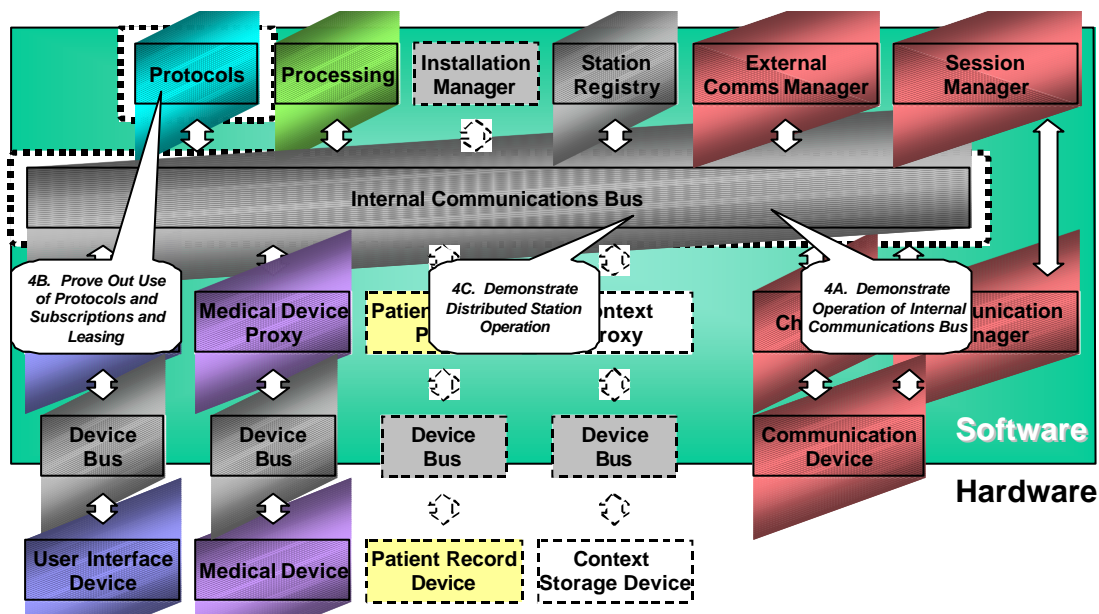 Protocols
Processing
Installation
Manager
Station
Registry
External
Comms Manager
Session
Manager
Internal Communications Bus
4B. Prove Out Use
of Protocols and
Subscriptions and
Leasing
Medical Device
Proxy
4C. Demonstrate
Distributed Station
Operation
4A. Demonstrate
Operation of Internal
Communications Bus
Device
Bus
Device
Bus
Device
Bus
Device
Bus
Communication
Device
Software
Hardware
User Interface
Device
Medical Device
Patient Record
Device
Context
Storage Device